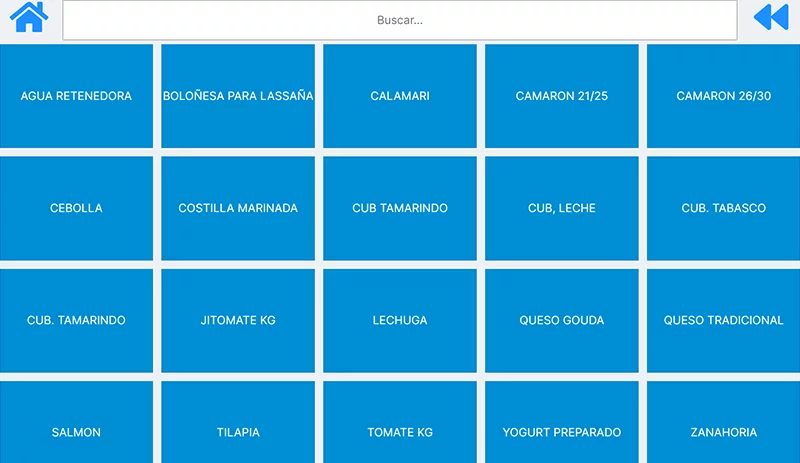 Buscar...
AGUA RETENEDORA
BOLOÑESA PARA LASSAÑA
CALAMARI
CAMARON 21/25
CAMARON 26/30
CEBOLLA
COSTILLA MARINADA
CUB TAMARINDO
CUB, LECHE
CUB. TABASCO
CUB. TAMARINDO
JITOMATE KG
LECHUGA
QUESO GOUDA
QUESO TRADICIONAL
SALMON
TILAPIA
TOMATE KG
YOGURT PREPARADO
ZANAHORIA